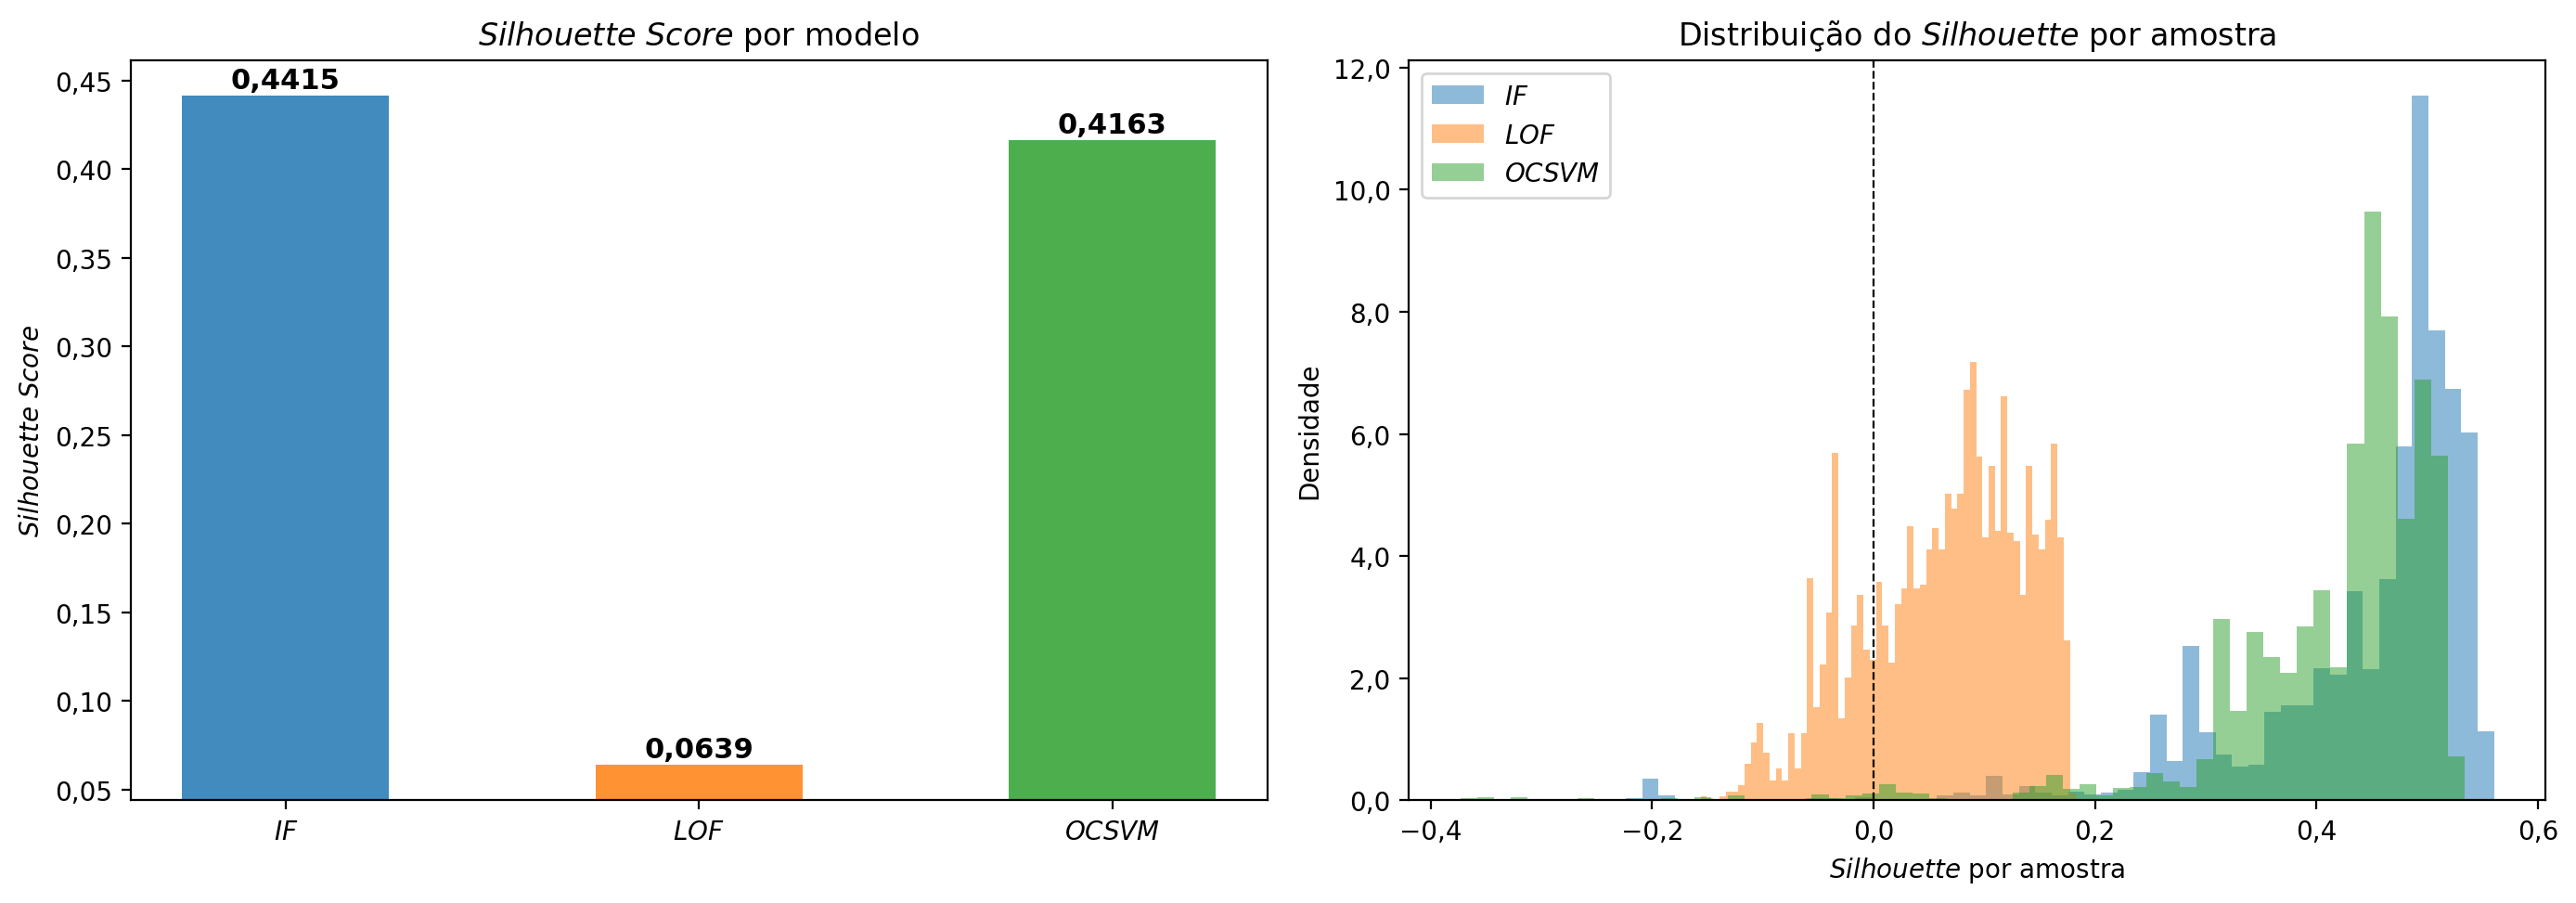 Silhouette Score por modelo
Silhouette Score
0,45
0,40
0,35
0,30
0,25
0,20
0,15
0,10
0,05
0,4415
0,0639
0,4163
IF
LOF
OCSVM
Distribuição do Silhouette por amostra
Densidade
12,0
10,0
8,0
6,0
4,0
2,0
0,0
IF
LOF
OCSVM
−0,4
−0,2
0,0
0,2
0,4
0,6
Silhouette por amostra